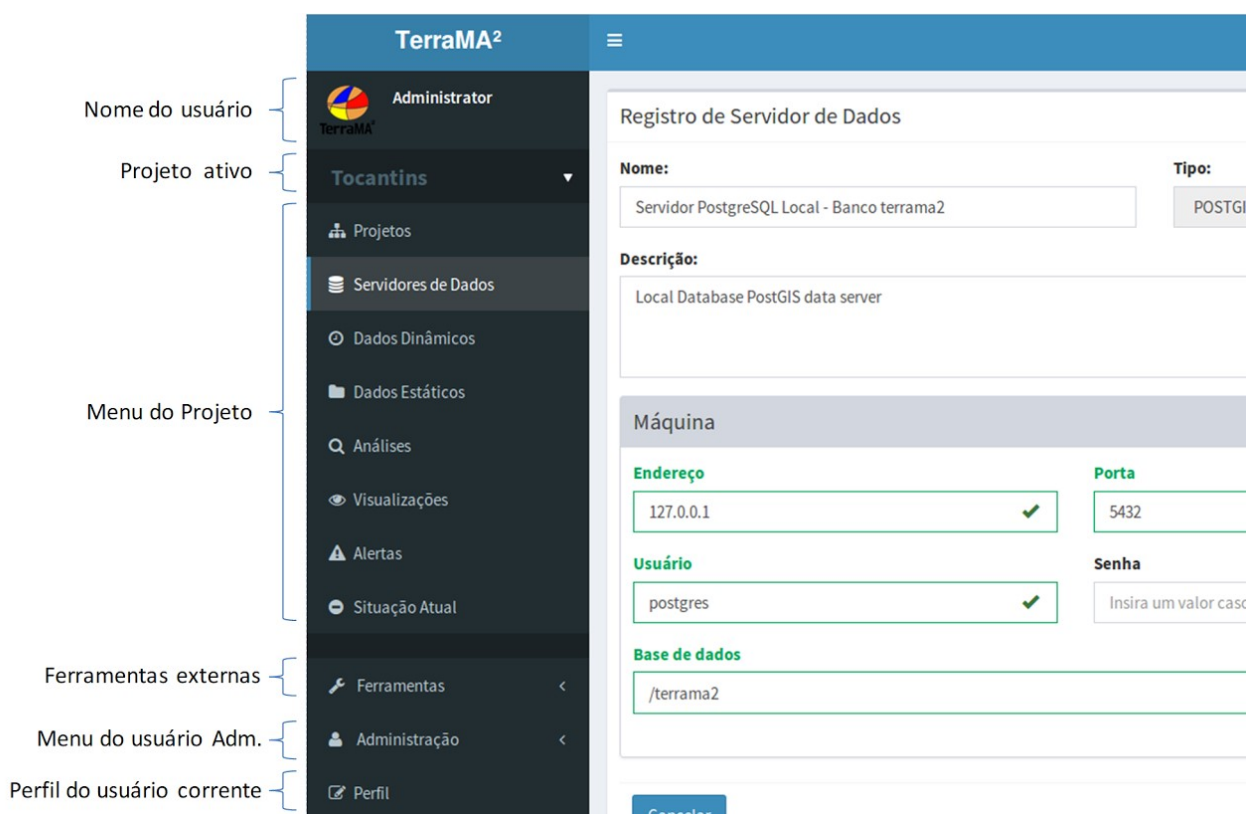 TerraMA²
Nome do usuário
Administrator
TerraMA²
Projeto ativo
Tocantins
Menu do Projeto
Projetos
Servidores de Dados
Dados Dinâmicos
Dados Estáticos
Análises
Visualizações
Alertas
Situação Atual
Ferramentas externas
Ferramentas
Menu do usuário Adm.
Administração
Perfil do usuário corrente
Perfil
Registro de Servidor de Dados
Nome:
Tipo:
Servidor PostgreSQL Local - Banco terrama2
POSTGI
Descrição:
Local Database PostGIS data server
Máquina
Endereço
Porta
127.0.0.1
5432
Usuário
Senha
postgres
Insira um valor caso
Base de dados
/terrama2
Cancelar